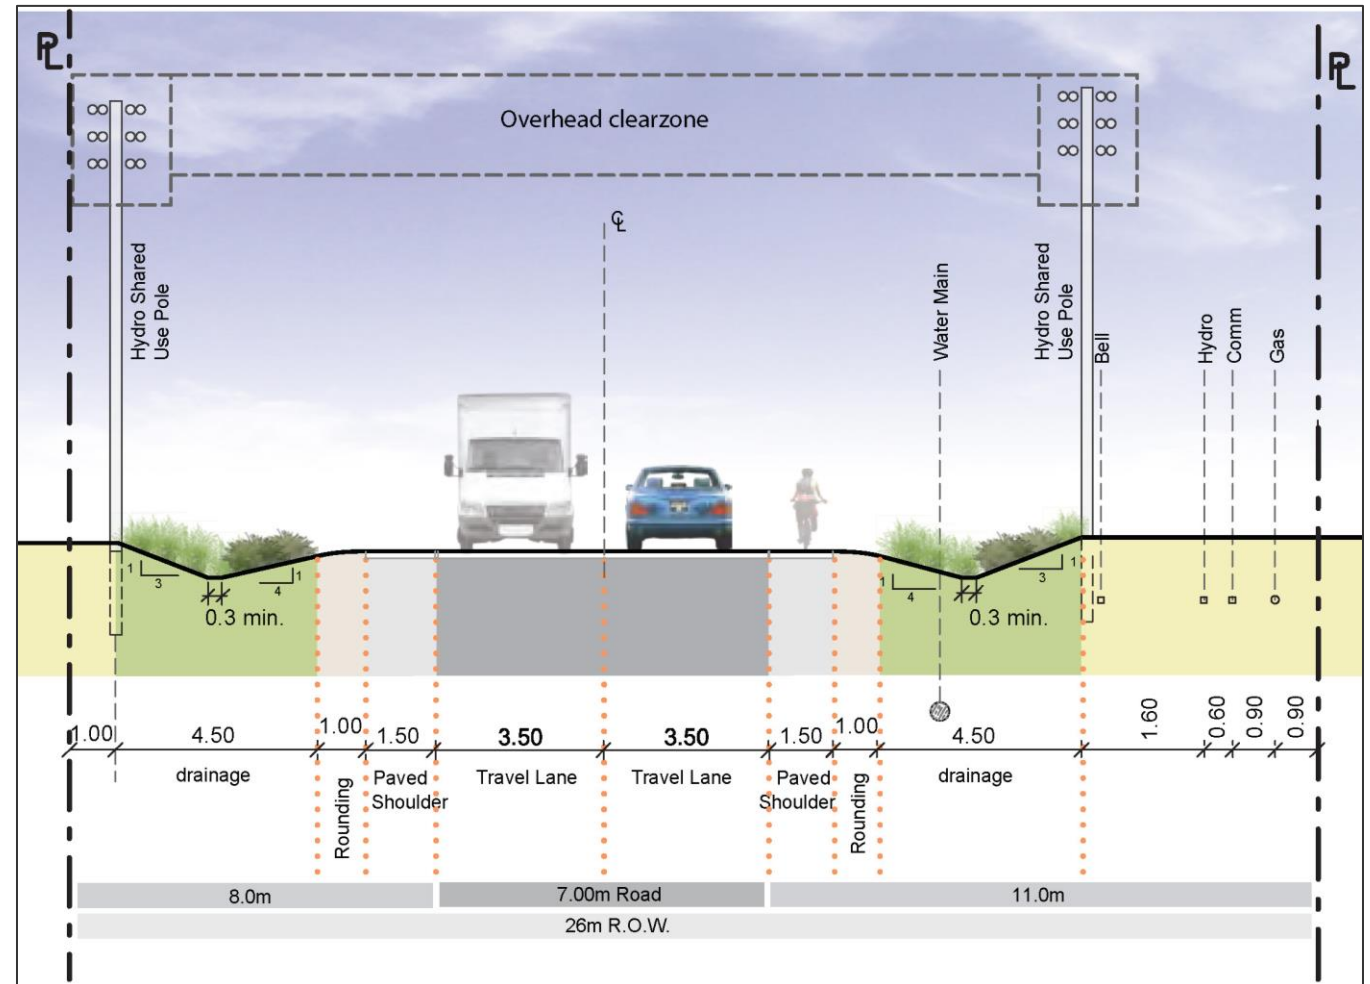 PL
PL
Overhead clearzone
CL
Hydro Shared
Use Pole
Water Main
Hydro Shared
Use Pole
Bell
Hydro
Comm
Gas
1
3
1
4
0.3 min.
1
4
3
1
0.3 min.
1.00
4.50
1.00
1.50
3.50
3.50
1.50
1.00
4.50
1.60
0.60
0.90
0.90
drainage
Rounding
Paved
Shoulder
Travel Lane
Travel Lane
Paved
Shoulder
Rounding
drainage
8.0m
7.00m Road
11.0m
26m R.O.W.